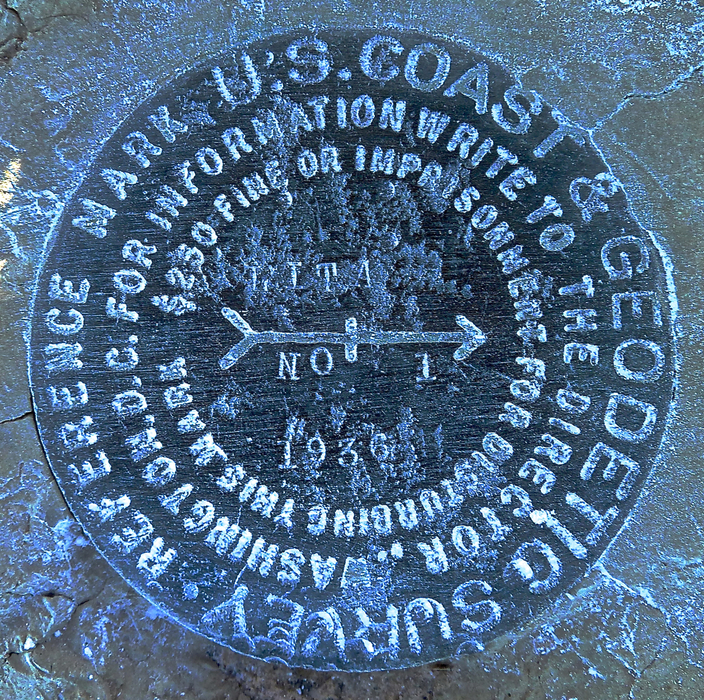 U.S. COAST & GEODETIC SURVEY
REFERENCE MARK
FOR INFORMATION WRITE TO THE DIRECTOR. WASHINGTON. D.C.
$250 FINE OR IMPRISONMENT FOR DISTURBING THIS MARK
WITA
NO 1
1936